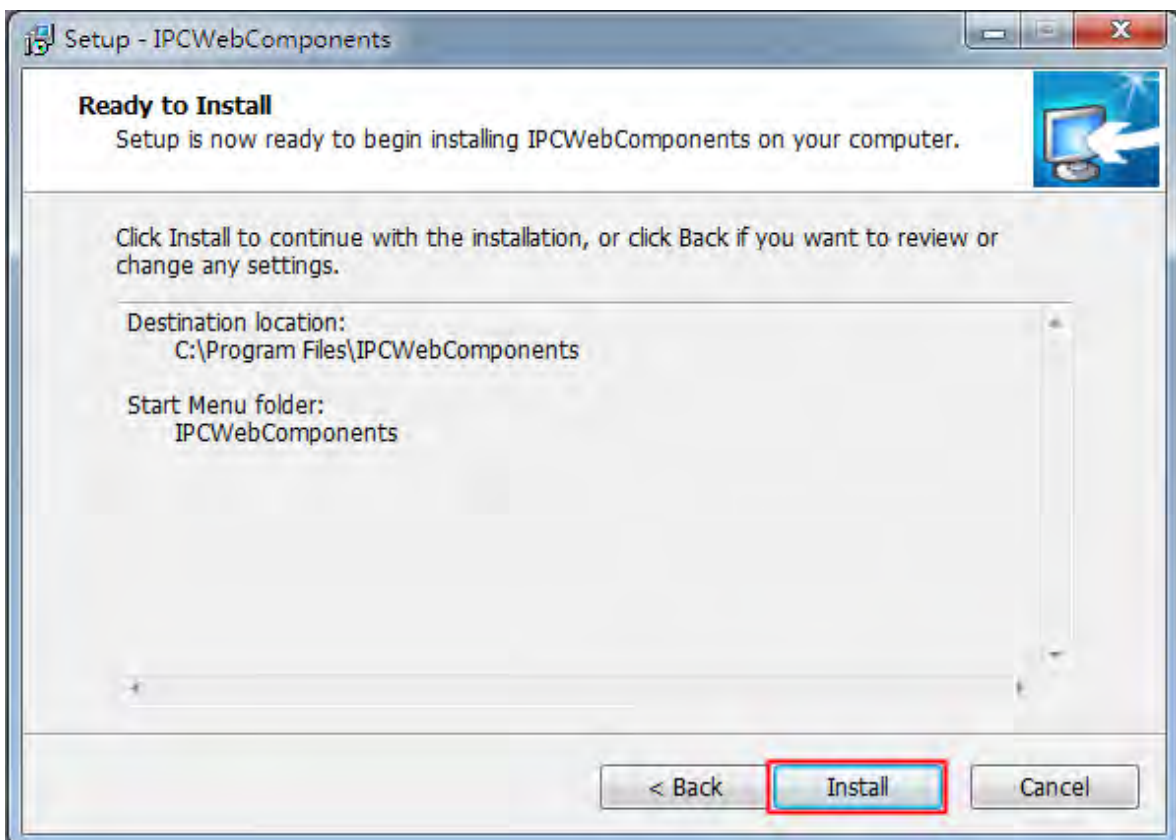 Setup - IPCWebComponents
Ready to Install
Setup is now ready to begin installing IPCWebComponents on your computer.
Click Install to continue with the installation, or click Back if you want to review or
change any settings.
Destination location:
C:\Program Files\IPCWebComponents
Start Menu folder:
IPCWebComponents
< Back Install Cancel